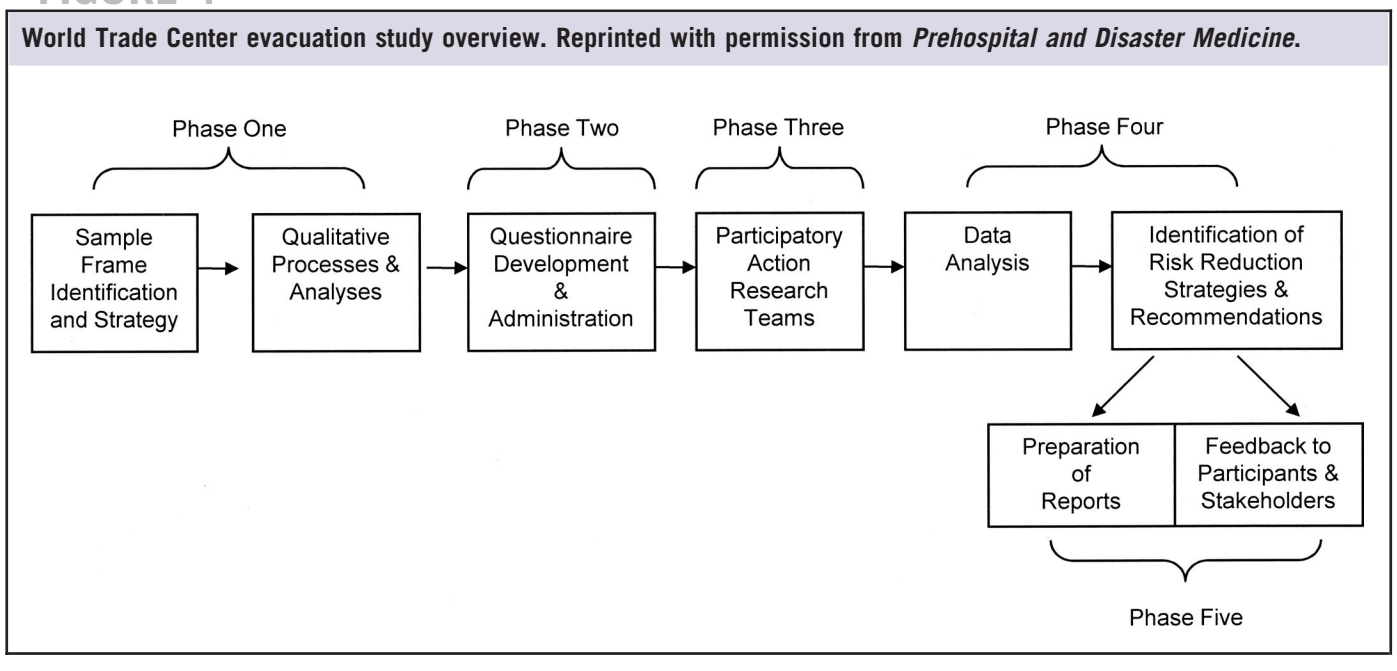 World Trade Center evacuation study overview. Reprinted with permission from Prehospital and Disaster Medicine.
Phase One
Phase Two
Phase Three
Phase Four
Sample
Frame
Identification
and Strategy
Qualitative
Processes &
Analyses
Questionnaire
Development
&
Administration
Participatory
Action
Research
Teams
Data
Analysis
Identification of
Risk Reduction
Strategies &
Recommendations
Preparation
of
Reports
Feedback to
Participants &
Stakeholders
Phase Five